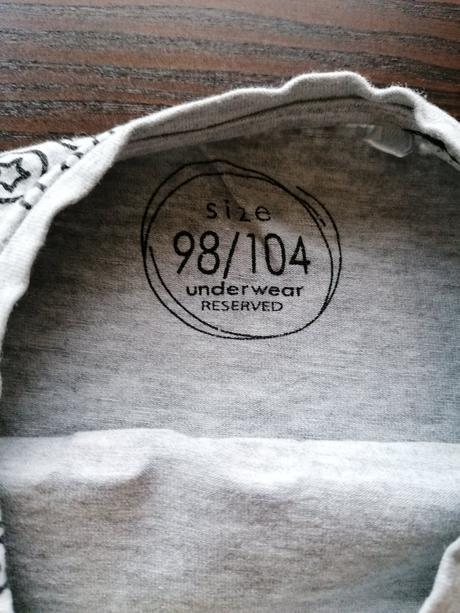 size
98/104
underwear
RESERVED